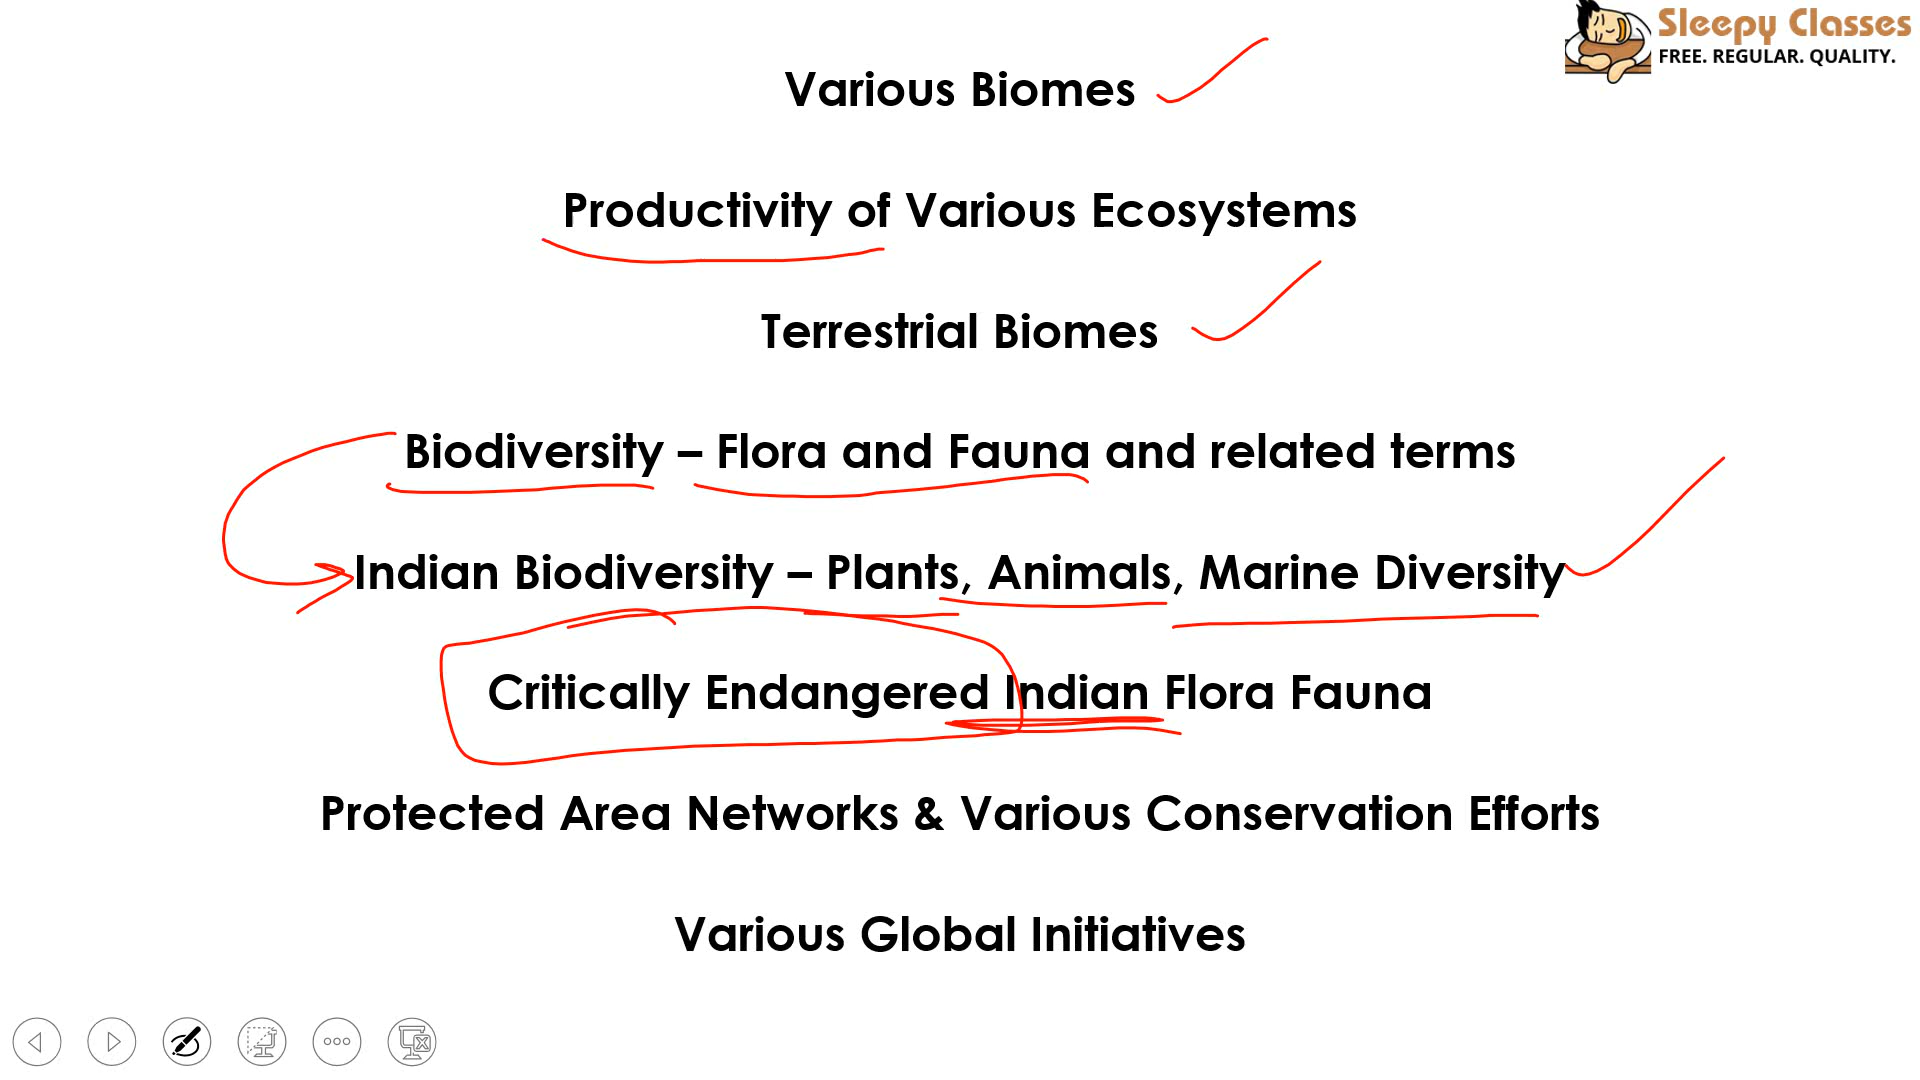 Sleepy Classes
FREE. REGULAR. QUALITY.
Various Biomes
Productivity of Various Ecosystems
Terrestrial Biomes
Biodiversity – Flora and Fauna and related terms
Indian Biodiversity – Plants, Animals, Marine Diversity
Critically Endangered Indian Flora Fauna
Protected Area Networks & Various Conservation Efforts
Various Global Initiatives